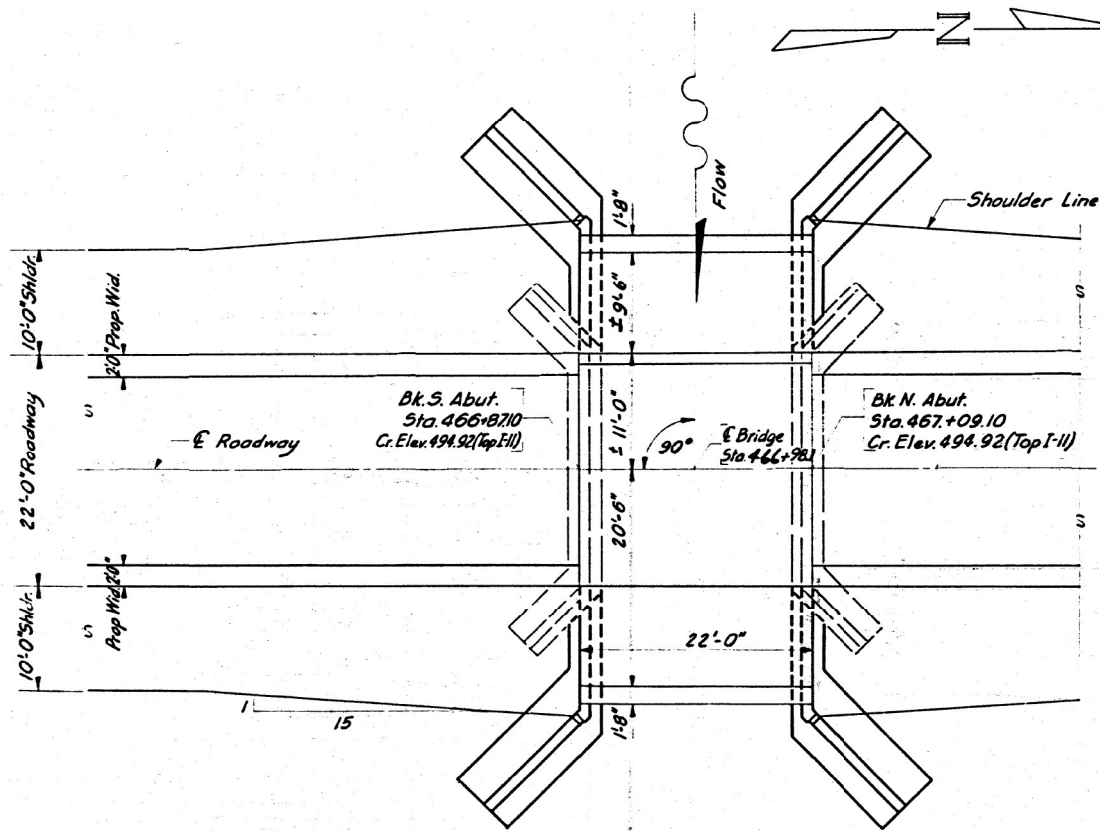 N
Flow
Shoulder Line
1'-8"
± 9'-6"
10'-0" Shldr.
2'0" Prop. Wid.
22'-0" Roadway
S
S
Bk. S. Abut.
Sta. 466+87.10
Cr. Elev. 494.92 (Top I-11)
Bk. N. Abut.
Sta. 467.+09.10
Cr. Elev. 494.92 (Top I-11)
℄ Roadway
± 11'-0"
90°
℄ Bridge
Sta. 466+98.1
20'-6"
S
S
Prop Wid. 2'0"
10'-0" Shldr.
22'-0"
1
15
1'-8"